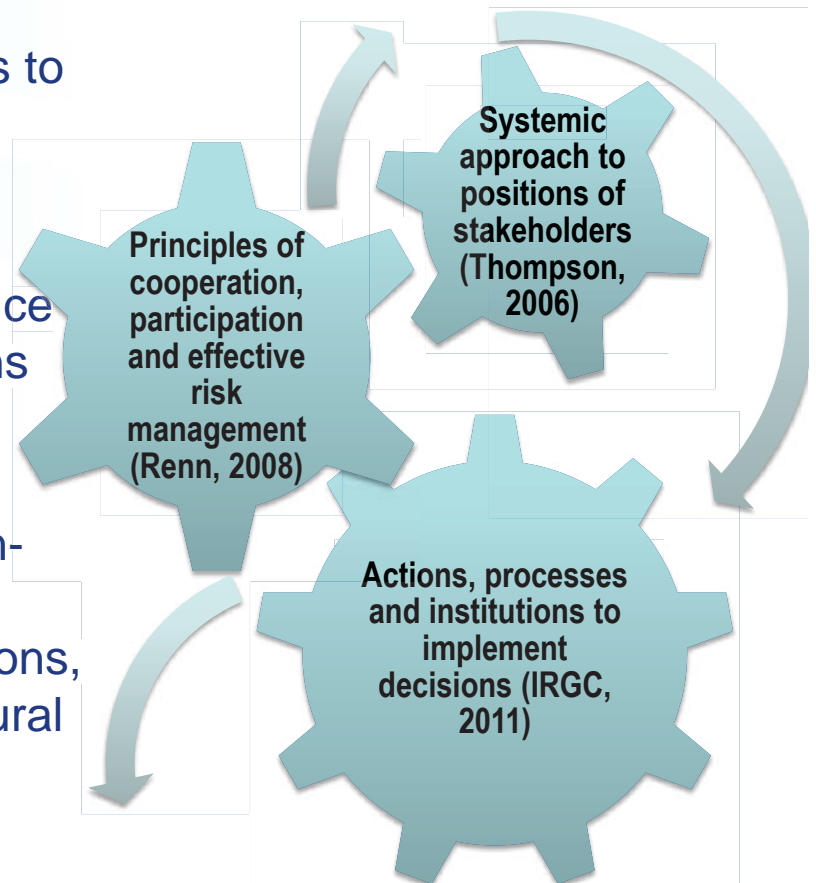 s to
ce
ns
n-
ons,
ural
Principles of
cooperation,
participation
and effective
risk
management
(Renn, 2008)
Systemic
approach to
positions of
stakeholders
(Thompson,
2006)
Actions, processes
and institutions to
implement
decisions (IRGC,
2011)